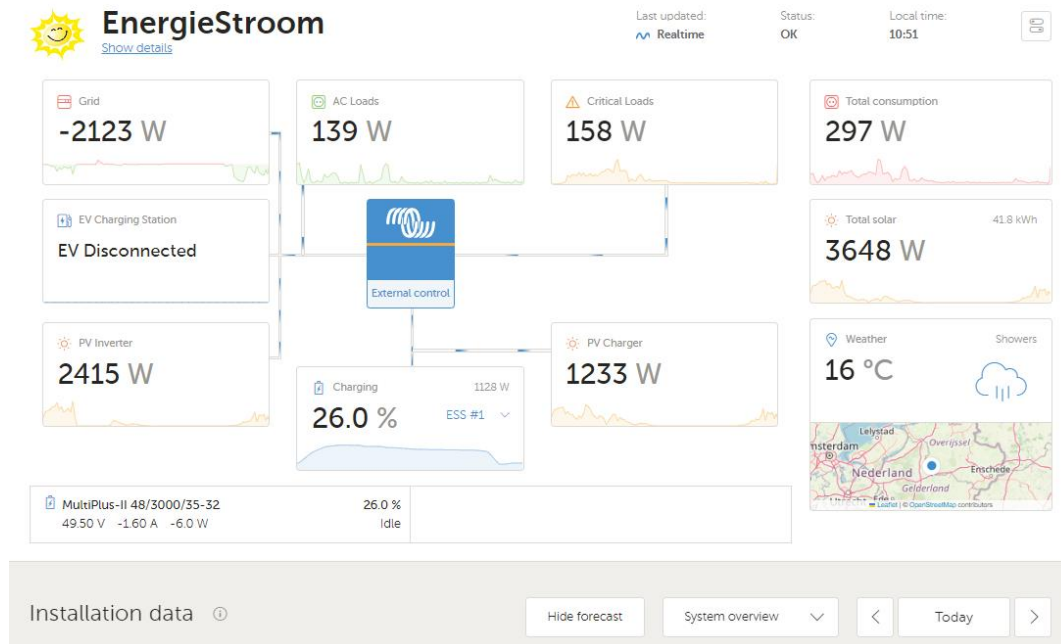 EnergieStroom
Show details
Last updated:
Realtime
Status:
OK
Local time:
10:51
Grid
-2123 W
AC Loads
139 W
Critical Loads
158 W
Total consumption
297 W
EV Charging Station
EV Disconnected
External control
Total solar 41.8 kWh
3648 W
PV Inverter
2415 W
Charging 1128 W
26.0 % ESS #1
PV Charger
1233 W
Weather Showers
16 °C
Lelystad
msterdam
Overijssel
Nederland
Enschede
Gelderland
Leaflet | © OpenStreetMap contributors
MultiPlus-II 48/3000/35-32 26.0 %
49.50 V -1.60 A -6.0 W Idle
Installation data
Hide forecast
System overview
Today